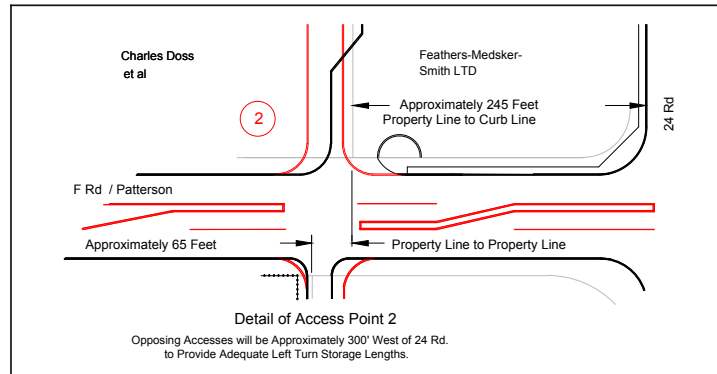 Charles Doss
et al
Feathers-Medsker-
Smith LTD
2
Approximately 245 Feet
Property Line to Curb Line
24 Rd
F Rd / Patterson
Approximately 65 Feet
Property Line to Property Line
Detail of Access Point 2
Opposing Accesses will be Approximately 300' West of 24 Rd.
to Provide Adequate Left Turn Storage Lengths.